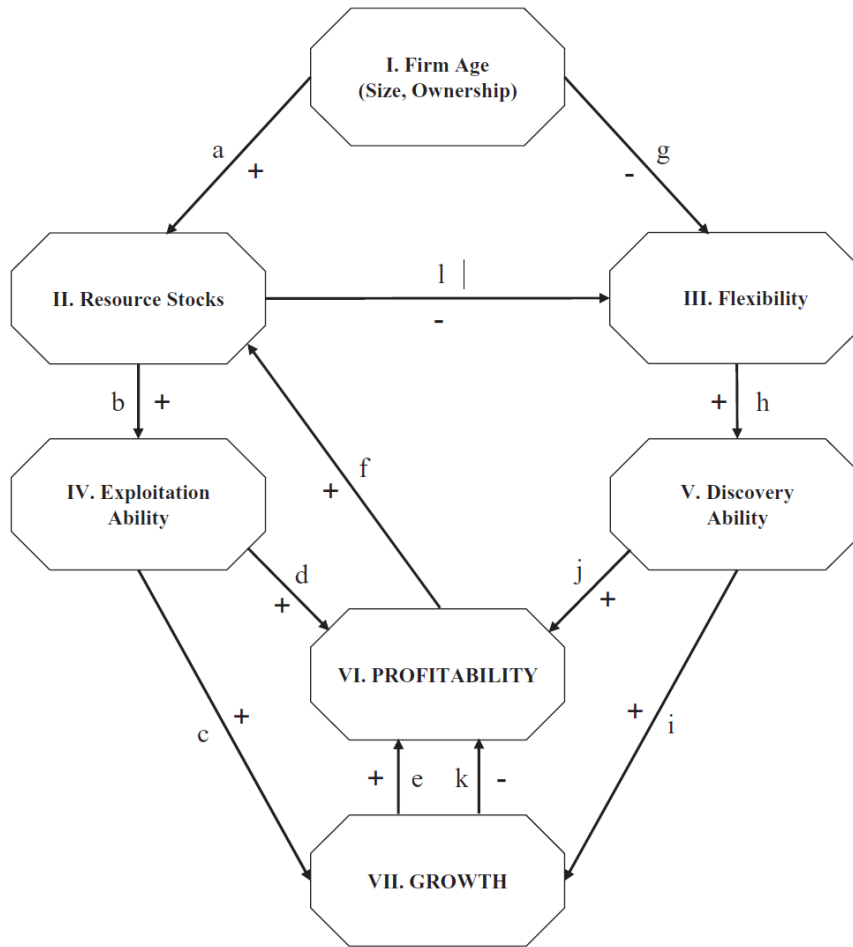 I. Firm Age
(Size, Ownership)
a
+
g
-
II. Resource Stocks
l |
-
III. Flexibility
b +
+ h
IV. Exploitation
Ability
f
+
V. Discovery
Ability
d
+
j
+
VI. PROFITABILITY
c
+
+
i
+ e
k -
VII. GROWTH